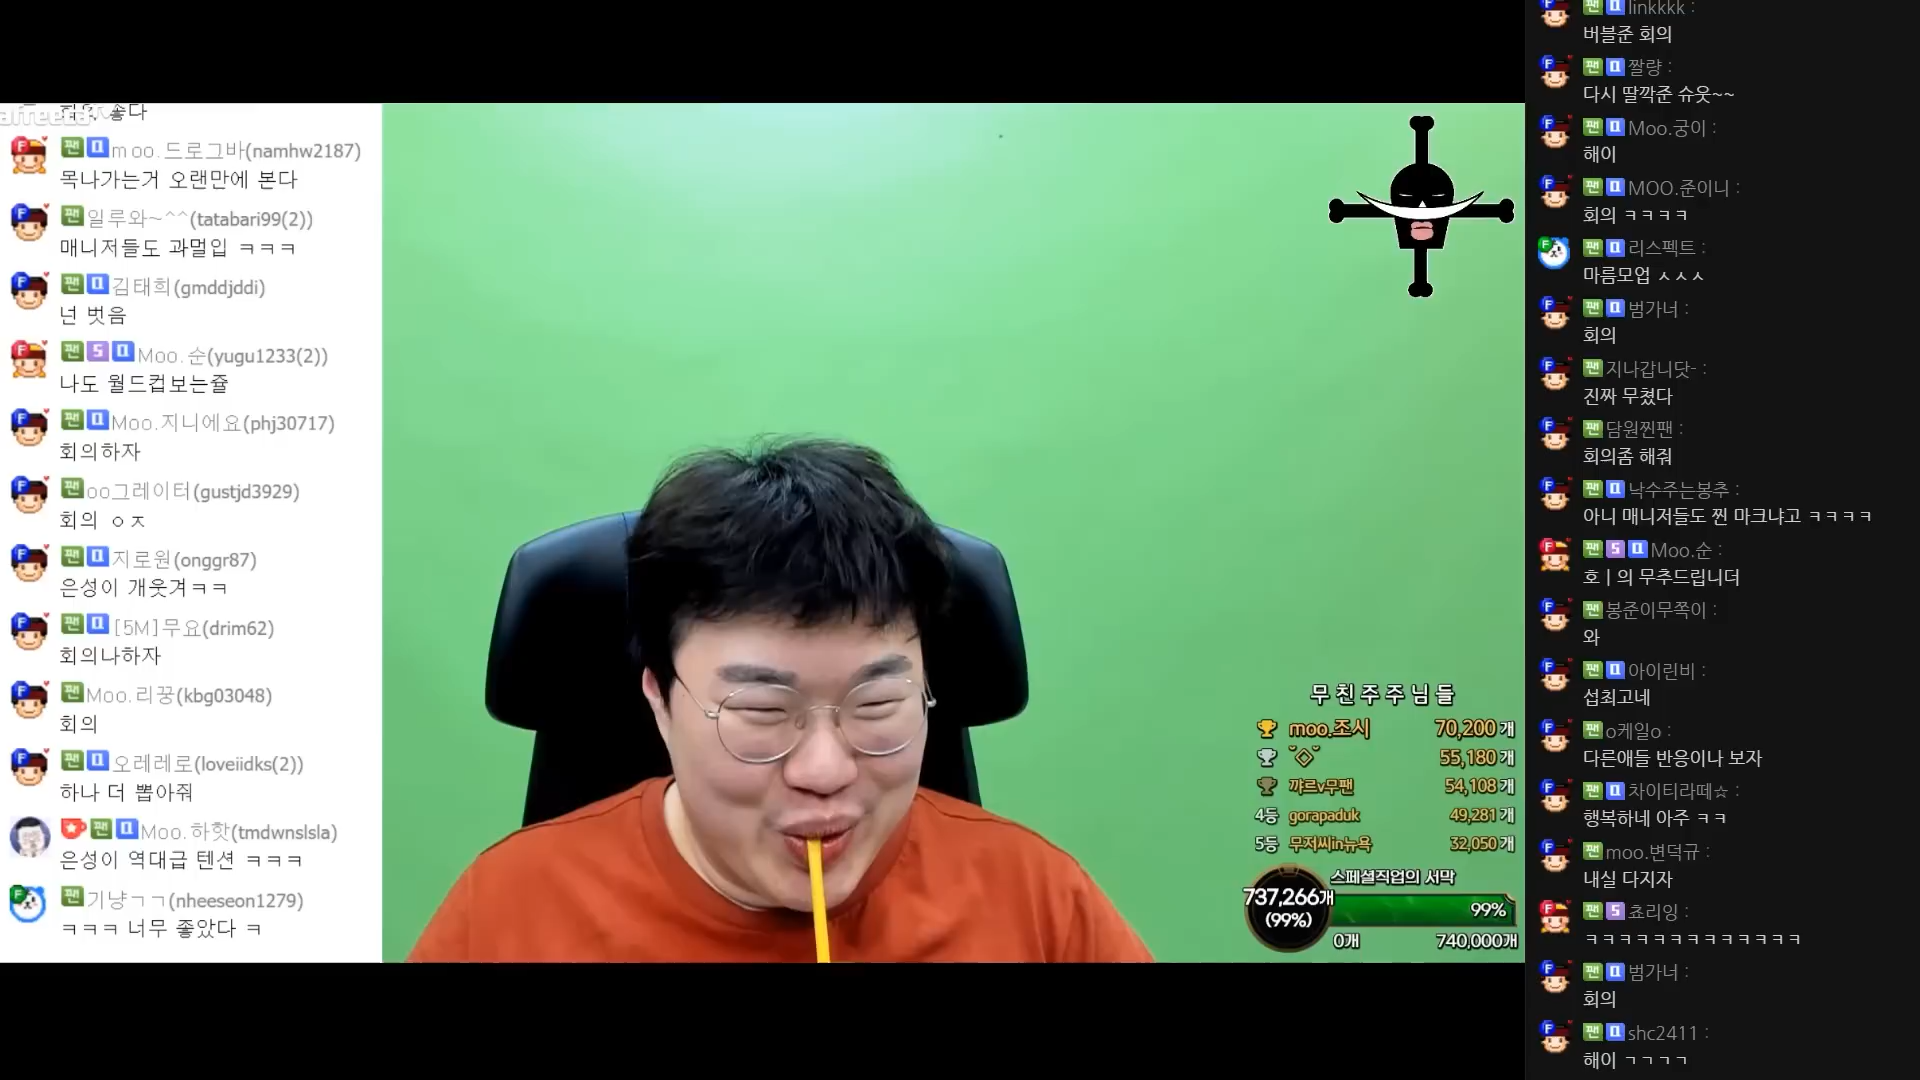 좋다
moo.드로그바(namhw2187)
목나가는거 오랜만에 본다
팬 일루와~^^(tatabari99(2))
매니저들도 과멀입 ㅋㅋㅋ
김태희(gmddjddi)
넌 벗음
팬 S Moo.순(yugu1233(2))
나도 월드컵보는쥴
Moo.지니에요(phj30717)
회의하자
oo그레이터(gustjd3929)
회의 ㅇㅈ
지로원(onggr87)
은성이 개웃겨ㅋㅋ
[5M]무요(drim62)
회의나하자
Moo.리꿍(kbg03048)
회의
오레레로(loveiidks(2))
하나 더 뽑아줘
Moo.하핫(tmdwnslsla)
은성이 역대급 텐션 ㅋㅋㅋ
기냥ㄱㄱ(nheeseon1279)
ㅋㅋㅋ 너무 좋았다 ㅋ
무친주주님들
moo.조시 70,200개
˘◇˘ 55,180개
꺄르v무팬 54,108개
4등 gorapaduk 49,281개
5등 무저씨in뉴욕 32,050개
스페셜직업의 서막
737,266개
(99%)
99%
0개 740,000개
linkkkk :
버블준 회의
짤량 :
다시 딸깍준 슈웃~~
Moo.궁이 :
해이
MOO.준이니 :
회의 ㅋㅋㅋㅋ
리스펙트 :
마름모업 ㅅㅅㅅ
범가너 :
회의
지나갑니닷- :
진짜 무쳤다
담원찐팬 :
회의좀 해줘
낙수주는봉추 :
아니 매니저들도 찐 마크냐고 ㅋㅋㅋㅋ
Moo.순 :
호ㅣ의 무추드립니더
봉준이무쪽이 :
와
아이린비 :
섭최고네
o케일o :
다른애들 반응이나 보자
차이티라떼☆ :
행복하네 아주 ㅋㅋ
moo.변덕규 :
내실 다지자
쵸리잉 :
ㅋㅋㅋㅋㅋㅋㅋㅋㅋㅋㅋㅋㅋ
범가너 :
회의
shc2411 :
해이 ㄱㄱㄱㄱ